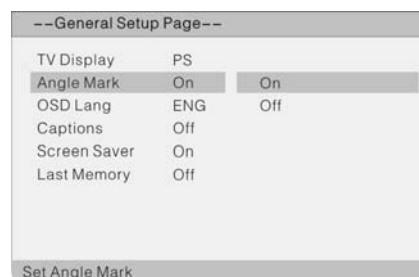 --General Setup Page--
TV Display PS
Angle Mark On On
OSD Lang ENG Off
Captions Off
Screen Saver On
Last Memory Off
Set Angle Mark